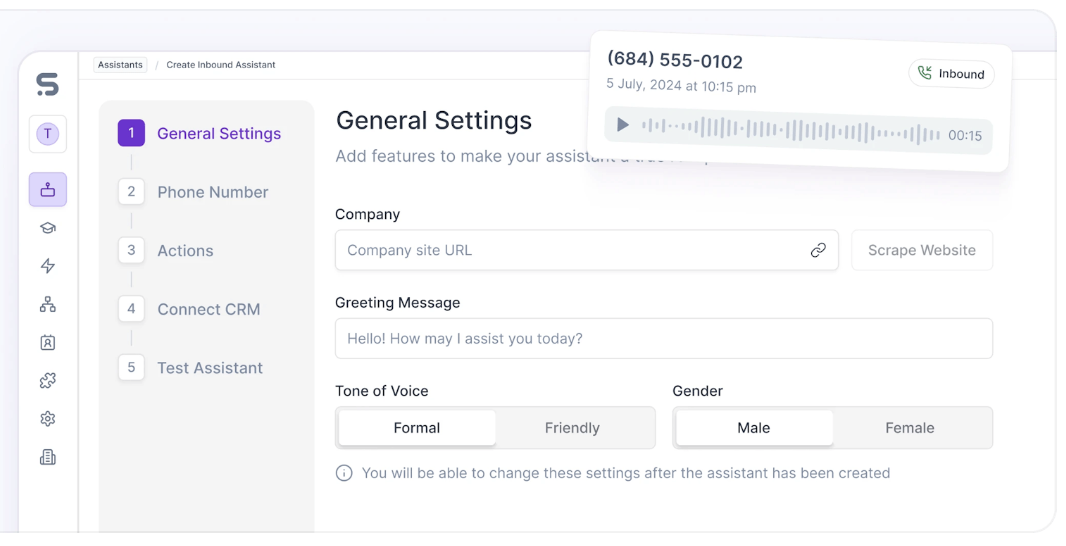 Assistants / Create Inbound Assistant
(684) 555-0102
Inbound
5 July, 2024 at 10:15 pm
00:15
T
1 General Settings
2 Phone Number
3 Actions
4 Connect CRM
5 Test Assistant
General Settings
Add features to make your assistant a
Company
Company site URL
Scrape Website
Greeting Message
Hello! How may I assist you today?
Tone of Voice
Gender
Formal Friendly
Male Female
You will be able to change these settings after the assistant has been created